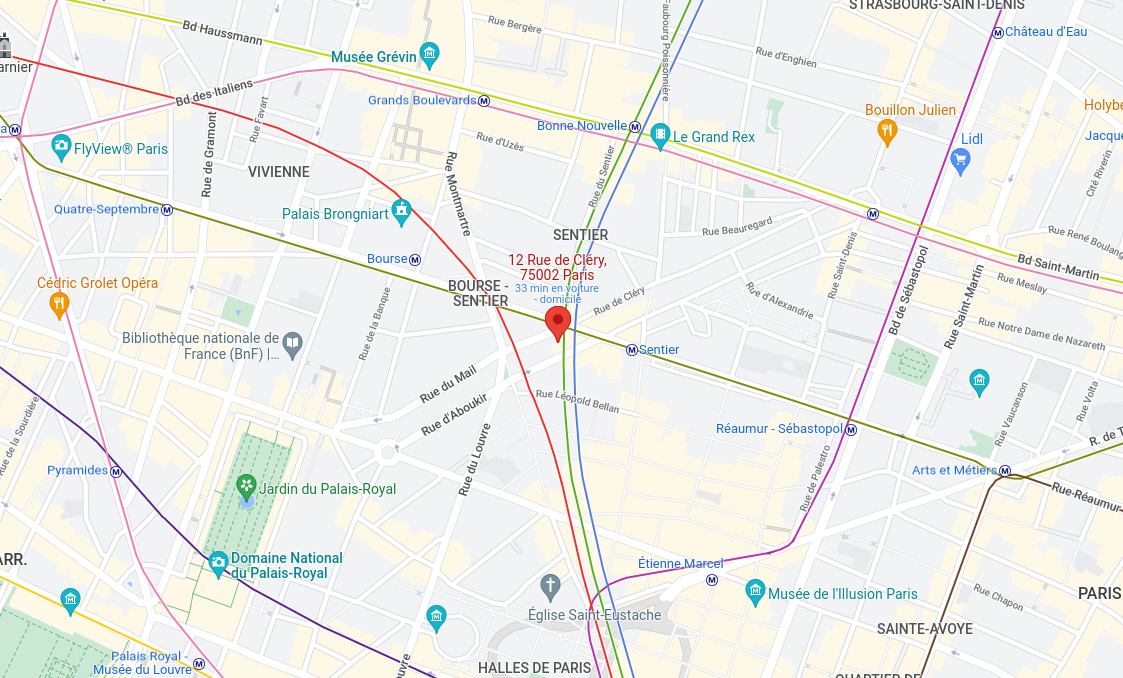 STRASBOURG-SAINT-DENIS
Bd Haussmann
Rue Bergère
Faubourg Poissonnière
Château d'Eau
Musée Grévin
Rue d'Enghien
arnier
Bd des Italiens
Grands Boulevards
Bouillon Julien
Holybe
Rue Favart
Bonne Nouvelle
Le Grand Rex
a
Lidl
Jacque
FlyView® Paris
Rue de Gramont
Rue d'Uzès
VIVIENNE
Rue Montmartre
Rue du Sentier
Cité Riverin
Quatre-Septembre
Palais Brongniart
SENTIER
Rue Beauregard
Rue René Boulang
Bourse
12 Rue de Cléry,
75002 Paris
33 min en voiture
- domicile
Rue Saint-Denis
Bd de Sébastopol
Bd Saint-Martin
Cédric Grolet Opéra
BOURSE -
SENTIER
Rue de Cléry
Rue d'Alexandrie
Rue Saint-Martin
Rue Meslay
Rue de la Banque
Bibliothèque nationale de
France (BnF) |...
Sentier
Rue Notre Dame de Nazareth
Rue du Mail
Rue d'Aboukir
Rue Léopold Bellan
Rue Vaucanson
Rue Volta
Rue de la Sourdière
Réaumur - Sébastopol
R. de T
Pyramides
Rue du Louvre
Rue de Palestro
Arts et Métiers
Jardin du Palais-Royal
Rue Réaumur
ARR.
Domaine National
du Palais-Royal
Étienne Marcel
Musée de l'Illusion Paris
Rue Chapon
PARIS
Église Saint-Eustache
SAINTE-AVOYE
Palais Royal -
Musée du Louvre
ouvre
HALLES DE PARIS
QUARTIER DE